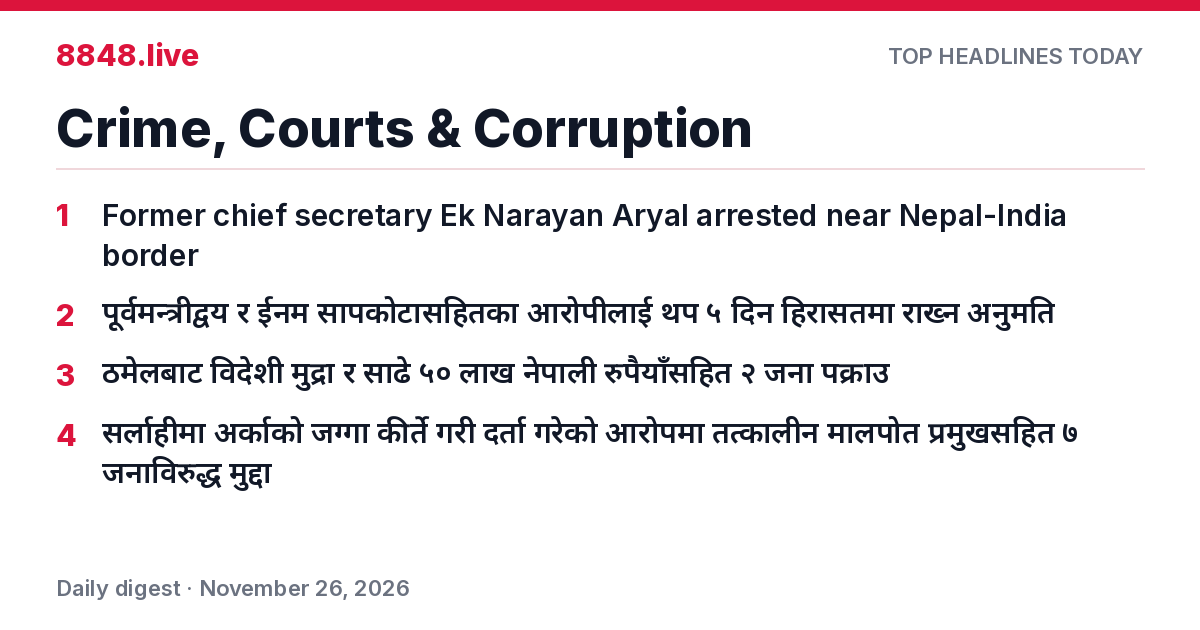 8848.live
TOP HEADLINES TODAY
Crime, Courts & Corruption
1 Former chief secretary Ek Narayan Aryal arrested near Nepal-India
border
2 पूर्वमन्त्रीद्वय र ईनम सापकोटासहितका आरोपीलाई थप ५ दिन हिरासतमा राख्न अनुमति
3 ठमेलबाट विदेशी मुद्रा र साढे ५० लाख नेपाली रुपैयाँसहित २ जना पक्राउ
4 सर्लाहीमा अर्काको जग्गा कीर्ते गरी दर्ता गरेको आरोपमा तत्कालीन मालपोत प्रमुखसहित ७
जनाविरुद्ध मुद्दा
Daily digest · November 26, 2026